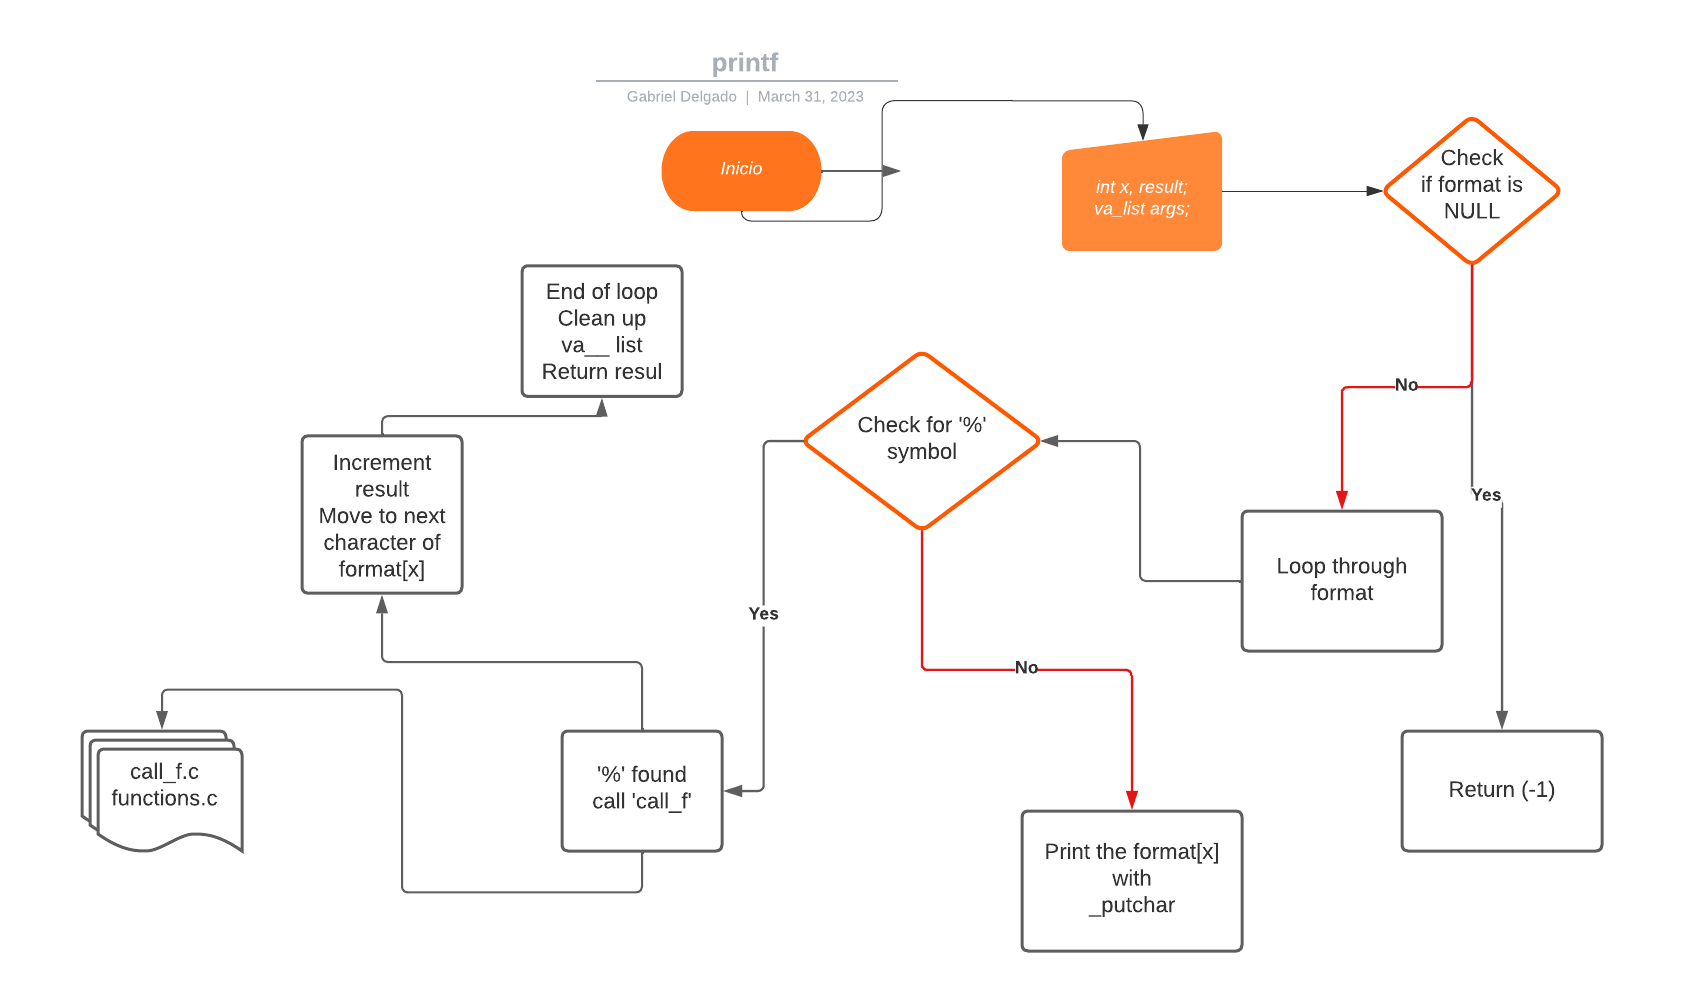 printf
Gabriel Delgado | March 31, 2023
Inicio
int x, result;
va_list args;
Check
if format is
NULL
No
Yes
Loop through
format
Return (-1)
Check for '%'
symbol
Yes
No
Print the format[x]
with
_putchar
'%' found
call 'call_f'
call_f.c
functions.c
Increment
result
Move to next
character of
format[x]
End of loop
Clean up
va__ list
Return resul